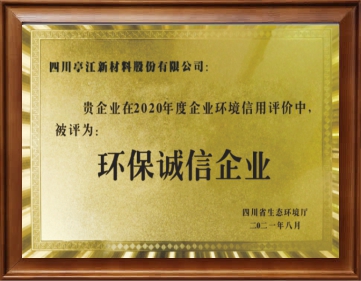 四川亭江新材料股份有限公司：
贵企业在2020年度企业环境信用评价中，
被评为：
环保诚信企业
四川省生态环境厅
二〇二一年八月